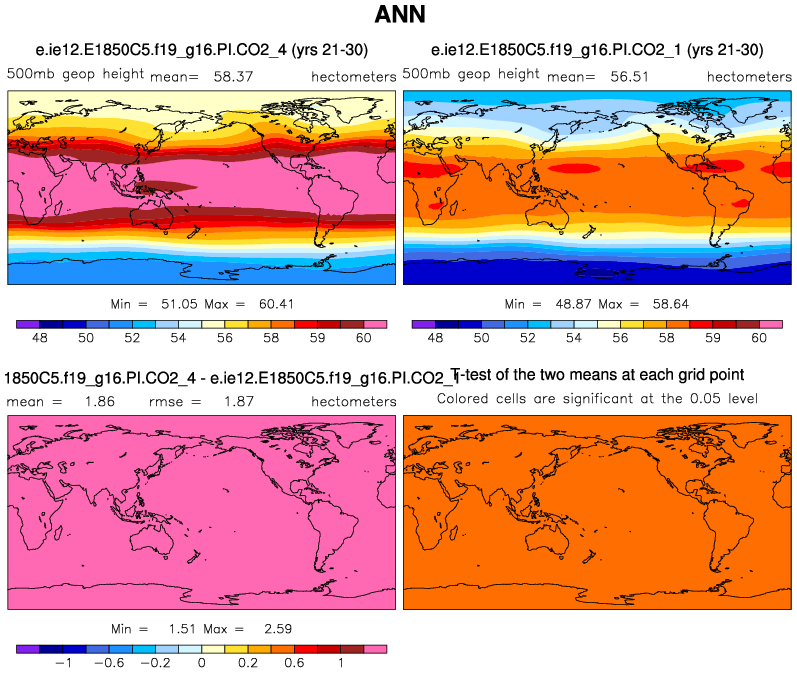 ANN
e.ie12.E1850C5.f19_g16.PI.CO2_4 (yrs 21-30)
500mb geop height mean= 58.37 hectometers
Min = 51.05 Max = 60.41
48 50 52 54 56 58 59 60
e.ie12.E1850C5.f19_g16.PI.CO2_1 (yrs 21-30)
500mb geop height mean= 56.51 hectometers
Min = 48.87 Max = 58.64
48 50 52 54 56 58 59 60
1850C5.f19_g16.PI.CO2_4 - e.ie12.E1850C5.f19_g16.PI.CO2_
mean = 1.86 rmse = 1.87 hectometers
Min = 1.51 Max = 2.59
-1 -0.6 -0.2 0 0.2 0.6 1
T-test of the two means at each grid point
Colored cells are significant at the 0.05 level